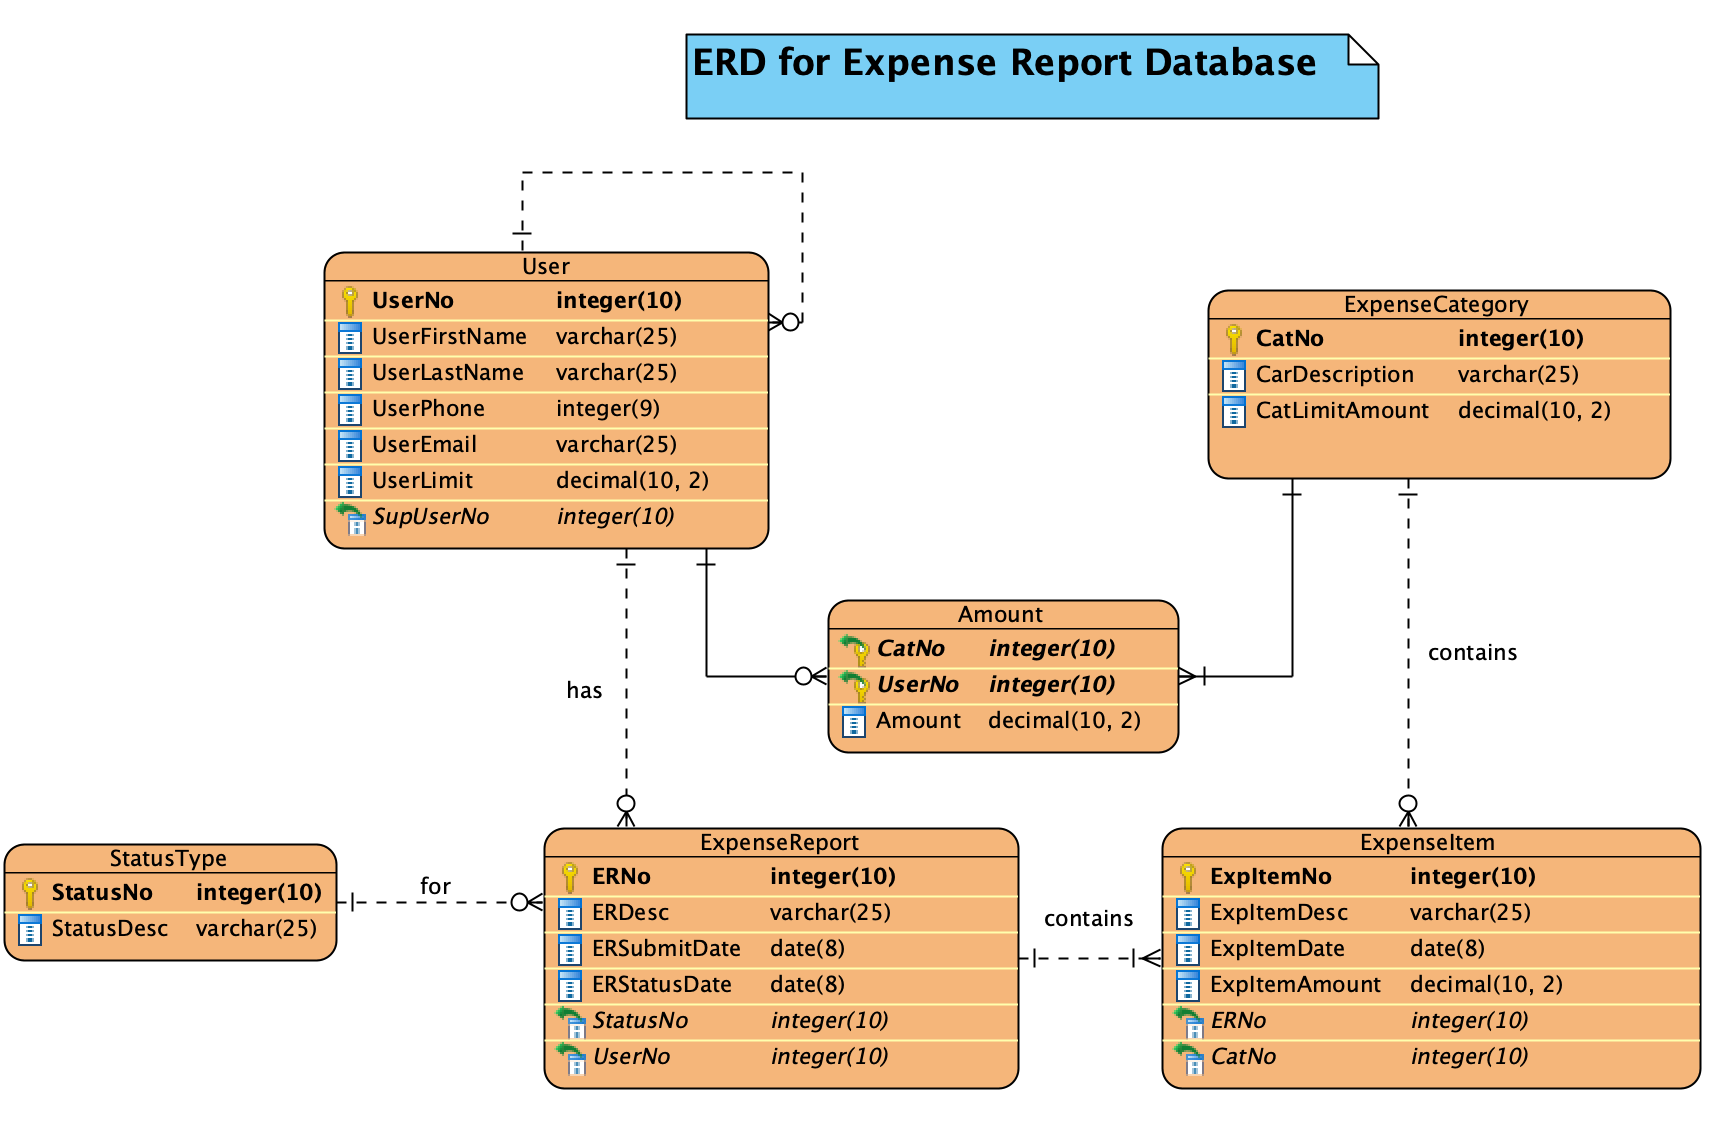 ERD for Expense Report Database
User
UserNo integer(10)
UserFirstName varchar(25)
UserLastName varchar(25)
UserPhone integer(9)
UserEmail varchar(25)
UserLimit decimal(10, 2)
SupUserNo integer(10)
ExpenseCategory
CatNo integer(10)
CarDescription varchar(25)
CatLimitAmount decimal(10, 2)
Amount
CatNo integer(10)
UserNo integer(10)
Amount decimal(10, 2)
has
contains
StatusType
StatusNo integer(10)
StatusDesc varchar(25)
for
ExpenseReport
ERNo integer(10)
ERDesc varchar(25)
ERSubmitDate date(8)
ERStatusDate date(8)
StatusNo integer(10)
UserNo integer(10)
contains
ExpenseItem
ExpItemNo integer(10)
ExpItemDesc varchar(25)
ExpItemDate date(8)
ExpItemAmount decimal(10, 2)
ERNo integer(10)
CatNo integer(10)